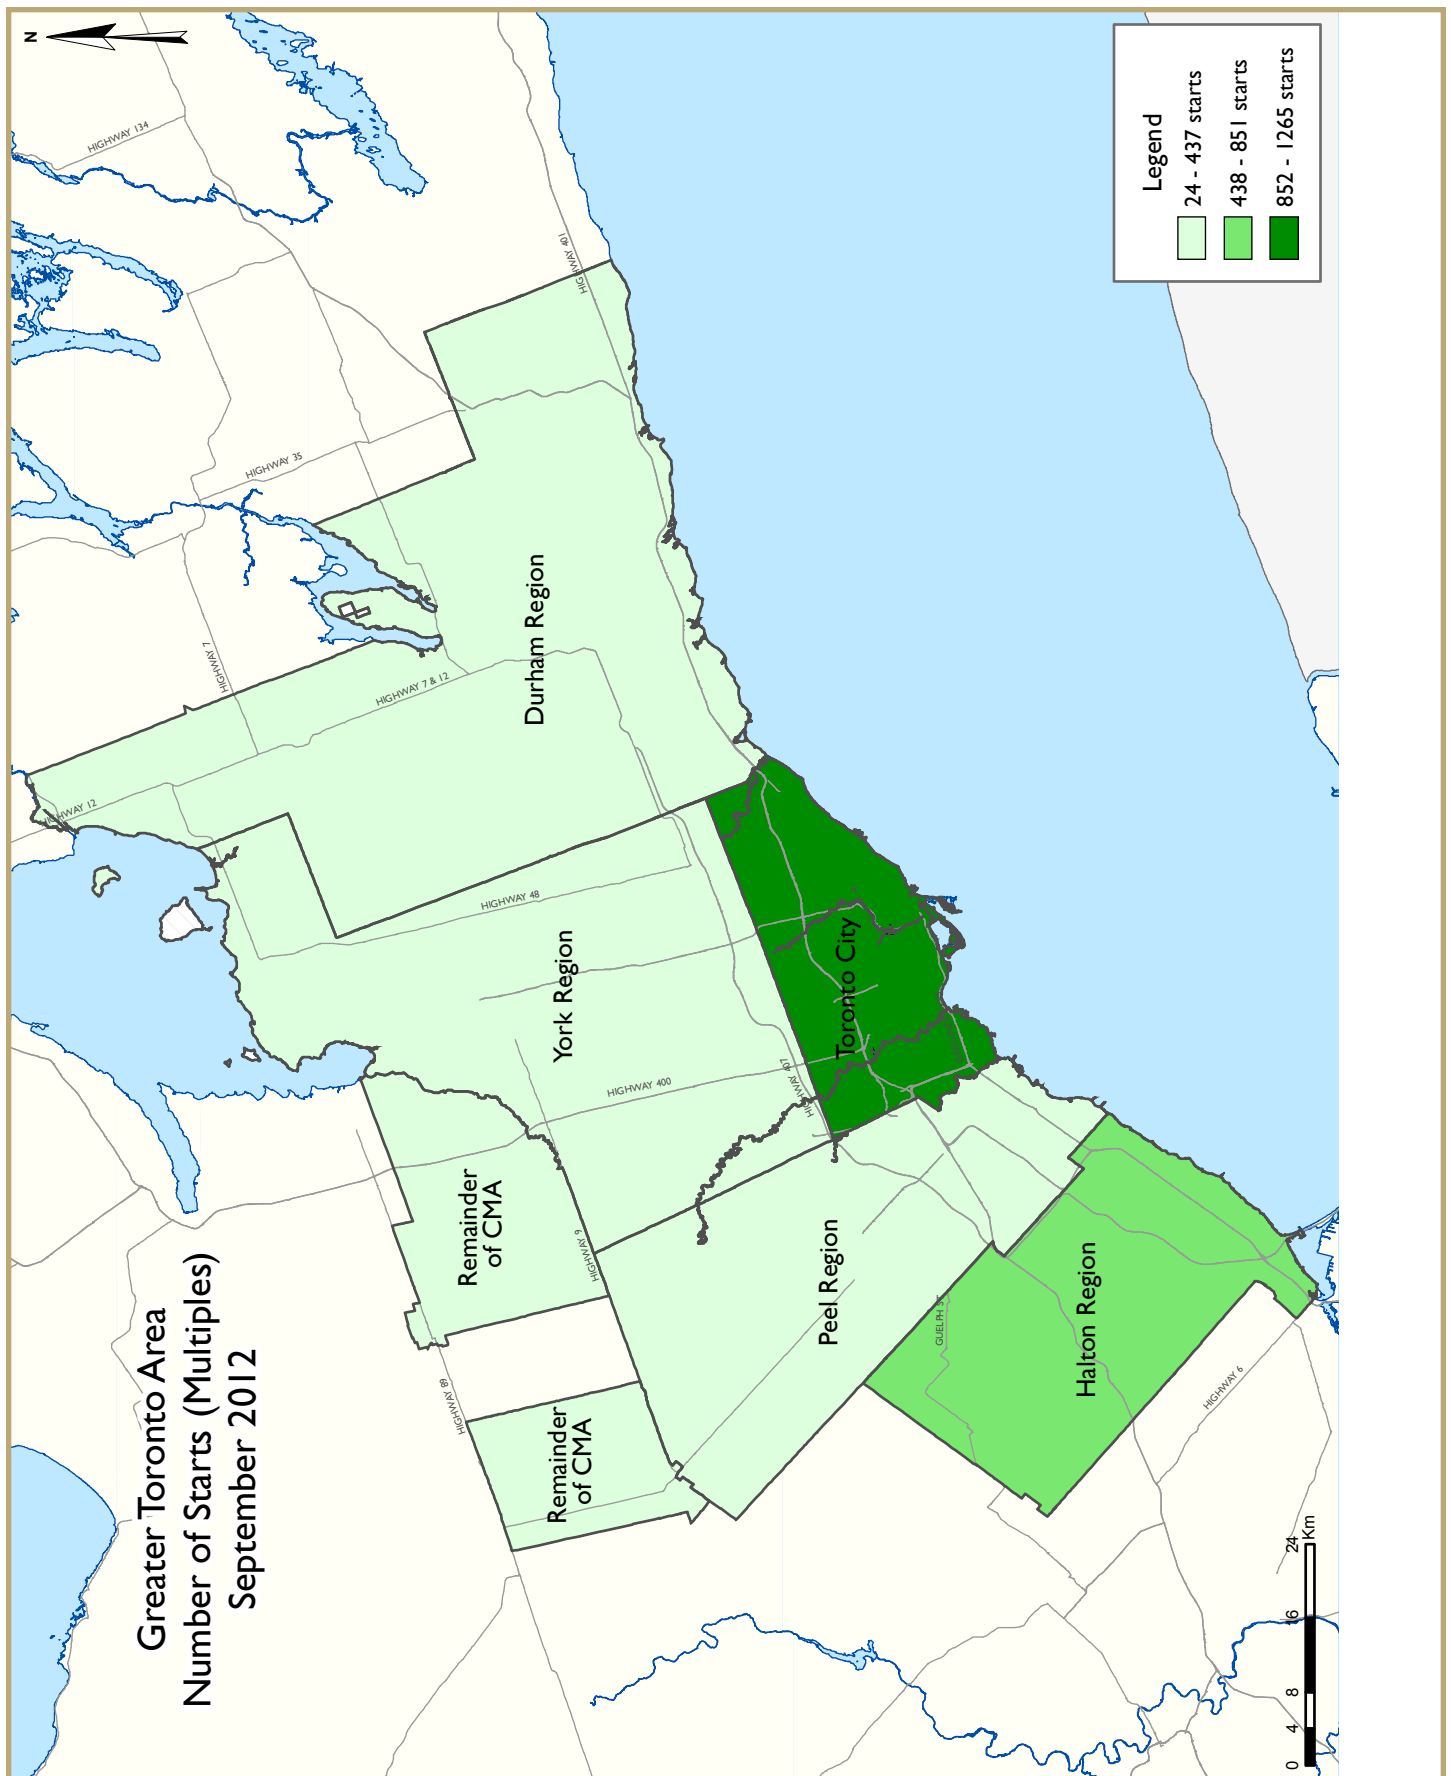 Greater Toronto Area
Number of Starts (Multiples)
September 2012
N
HIGHWAY 134
HIGHWAY 401
HIGHWAY 35
HIGHWAY 7
HIGHWAY 7 & 12
HIGHWAY 12
Durham Region
HIGHWAY 48
York Region
HIGHWAY 400
HIGHWAY 407
Toronto City
Remainder
of CMA
HIGHWAY 9
HIGHWAY 89
Remainder
of CMA
Peel Region
GUELPH ST
Halton Region
HIGHWAY 6
Legend
24 - 437 starts
438 - 851 starts
852 - 1265 starts
0 4 8 16 24
Km